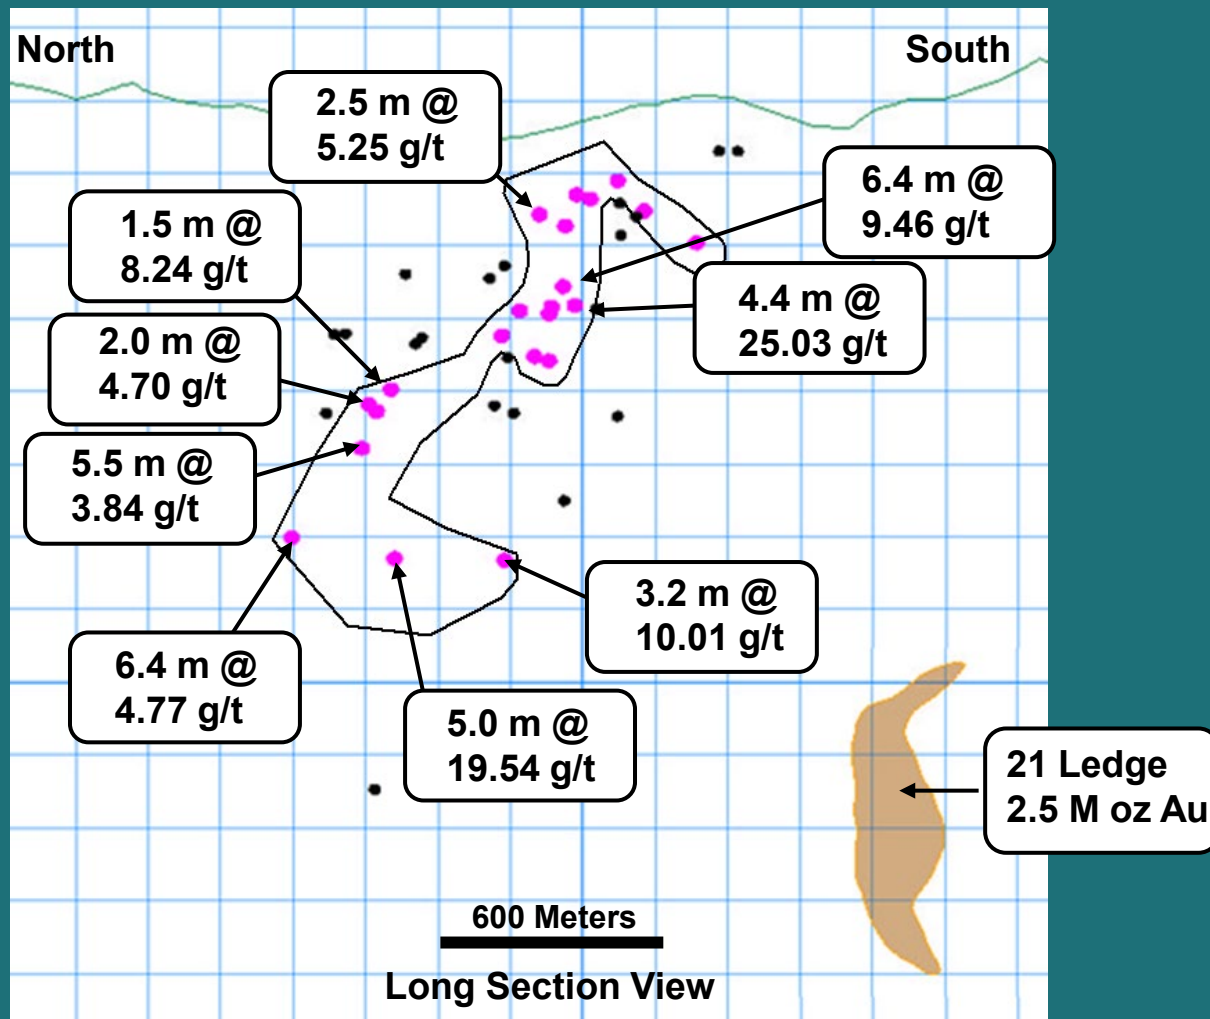 North
South
2.5 m @
5.25 g/t
6.4 m @
9.46 g/t
1.5 m @
8.24 g/t
4.4 m @
25.03 g/t
2.0 m @
4.70 g/t
5.5 m @
3.84 g/t
3.2 m @
10.01 g/t
6.4 m @
4.77 g/t
5.0 m @
19.54 g/t
21 Ledge
2.5 M oz Au
600 Meters
Long Section View